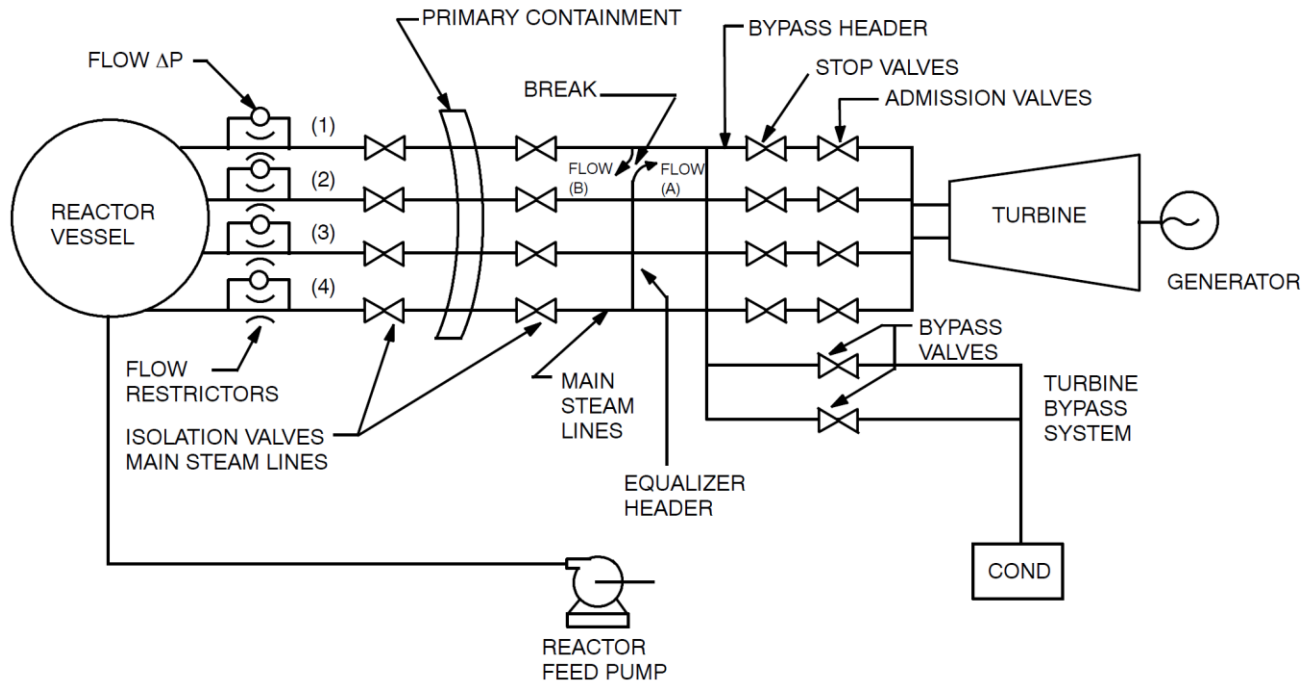 PRIMARY CONTAINMENT
BYPASS HEADER
FLOW ΔP
STOP VALVES
BREAK
ADMISSION VALVES
(1)
FLOW
(B)
FLOW
(A)
(2)
REACTOR
VESSEL
TURBINE
(3)
GENERATOR
(4)
FLOW
RESTRICTORS
BYPASS
VALVES
MAIN
STEAM
LINES
TURBINE
BYPASS
SYSTEM
ISOLATION VALVES
MAIN STEAM LINES
EQUALIZER
HEADER
COND
REACTOR
FEED PUMP